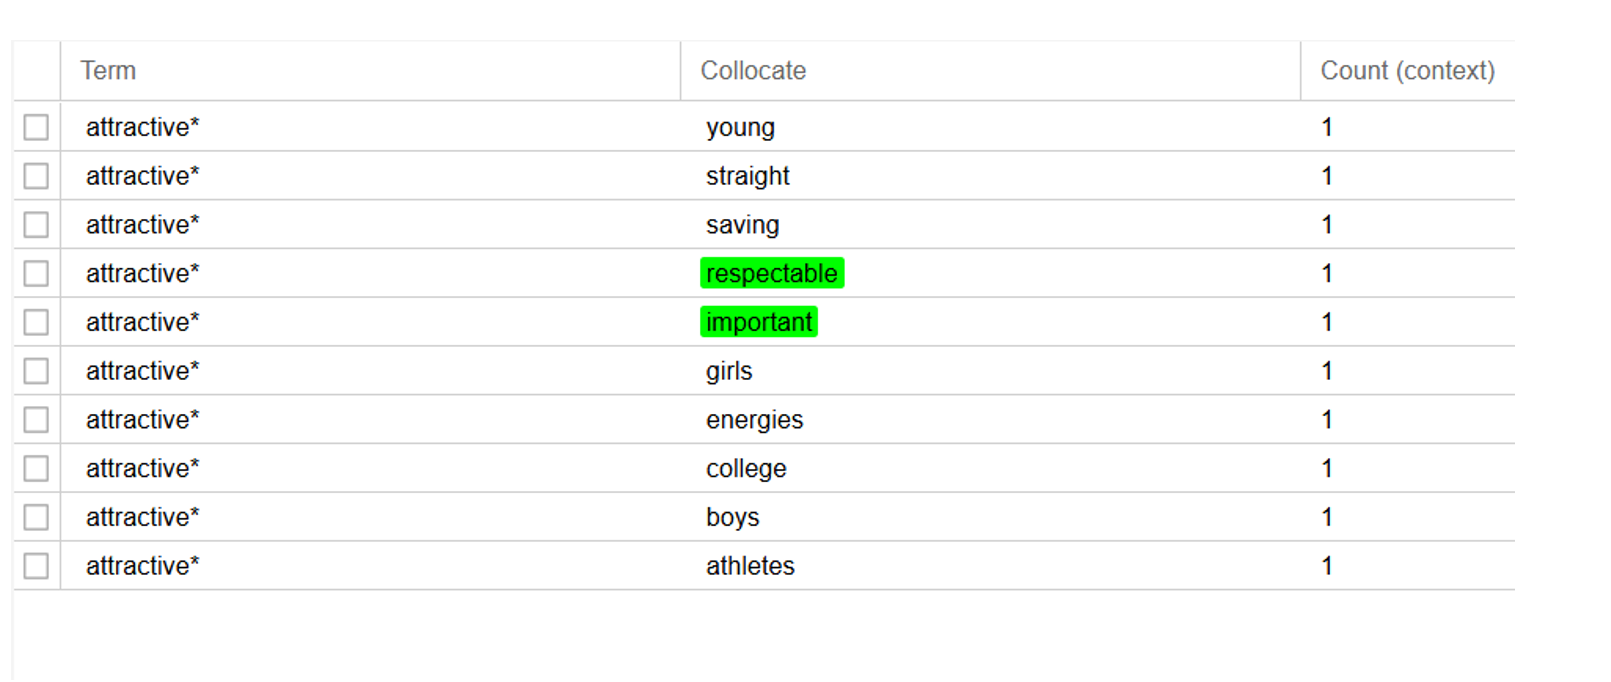 Term Collocate Count (context)
attractive* young 1
attractive* straight 1
attractive* saving 1
attractive* respectable 1
attractive* important 1
attractive* girls 1
attractive* energies 1
attractive* college 1
attractive* boys 1
attractive* athletes 1